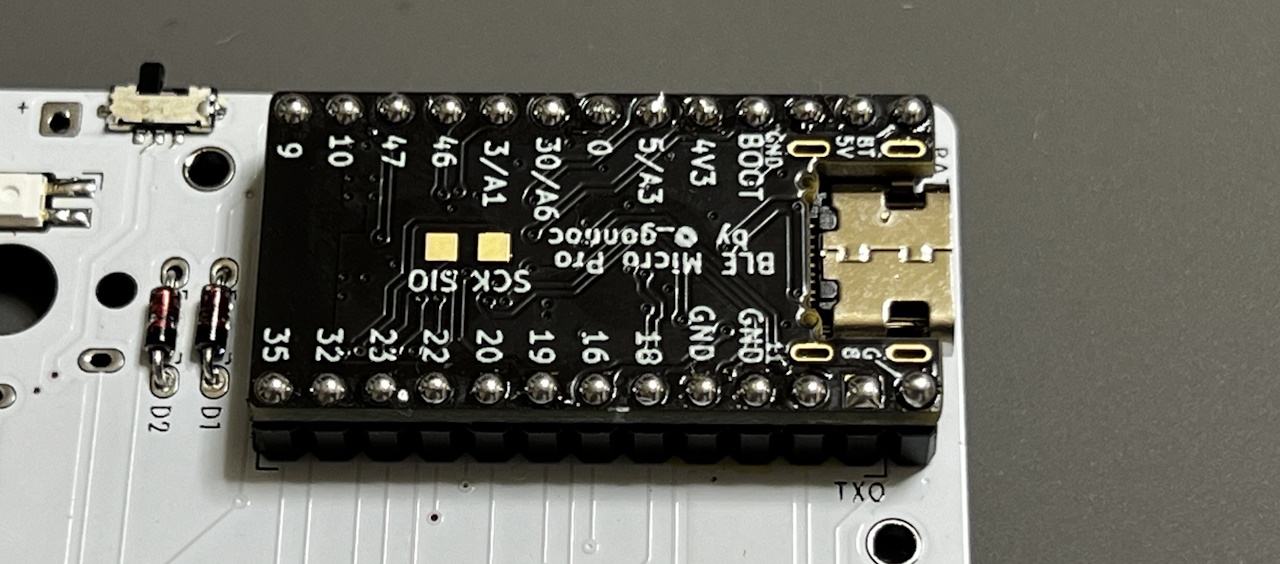 +
9
10
47
46
3/A1
30/A6
0
5/A3
4V3
BOOT
GND
5V
BT
BLE Micro Pro
by @_gonnoc
SCK SIO
35
32
23
22
20
19
16
18
GND
GND
D2
D1
TXO